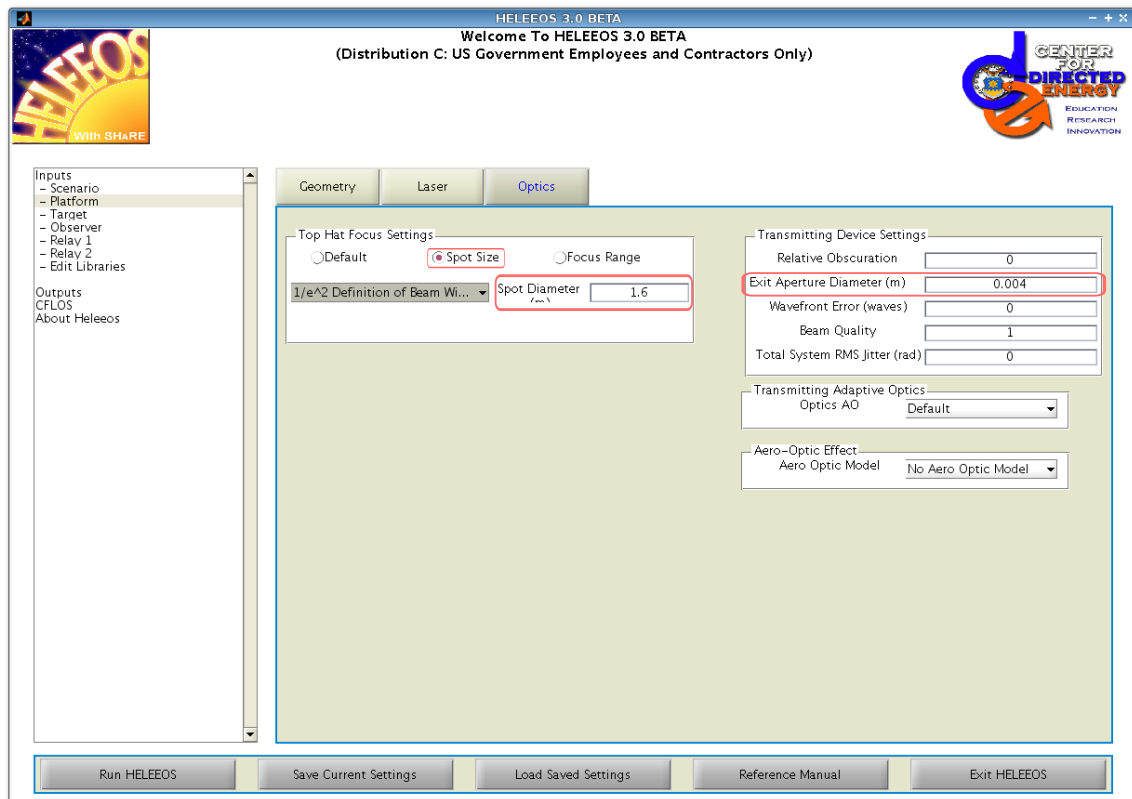 HELEEOS 3.0 BETA
Welcome To HELEEOS 3.0 BETA
(Distribution C: US Government Employees and Contractors Only)
HELEEOS
With SHaRE
CENTER
FOR
DIRECTED
ENERGY
EDUCATION
RESEARCH
INNOVATION
Inputs
- Scenario
- Platform
- Target
- Observer
- Relay 1
- Relay 2
- Edit Libraries
Outputs
CFLOS
About Heleeos
Geometry Laser Optics
Top Hat Focus Settings
Default Spot Size Focus Range
1/e^2 Definition of Beam Wi... Spot Diameter 1.6
Transmitting Device Settings
Relative Obscuration 0
Exit Aperture Diameter (m) 0.004
Wavefront Error (waves) 0
Beam Quality 1
Total System RMS Jitter (rad) 0
Transmitting Adaptive Optics
Optics AO Default
Aero-Optic Effect
Aero Optic Model No Aero Optic Model
Run HELEEOS Save Current Settings Load Saved Settings Reference Manual Exit HELEEOS